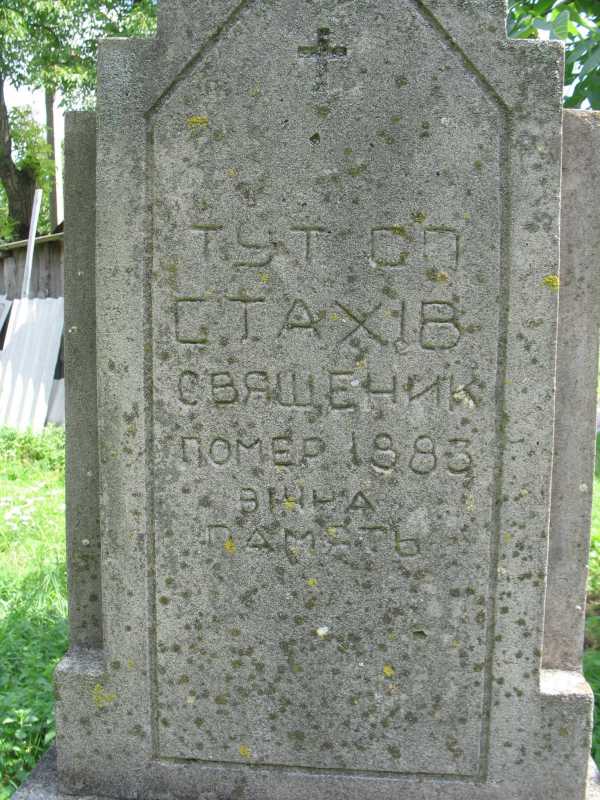 ТУТ СП
СТАХІВ
СВЯЩЕНИК
ПОМЕР 1883
ВІЧНА
ПАМЯТЬ